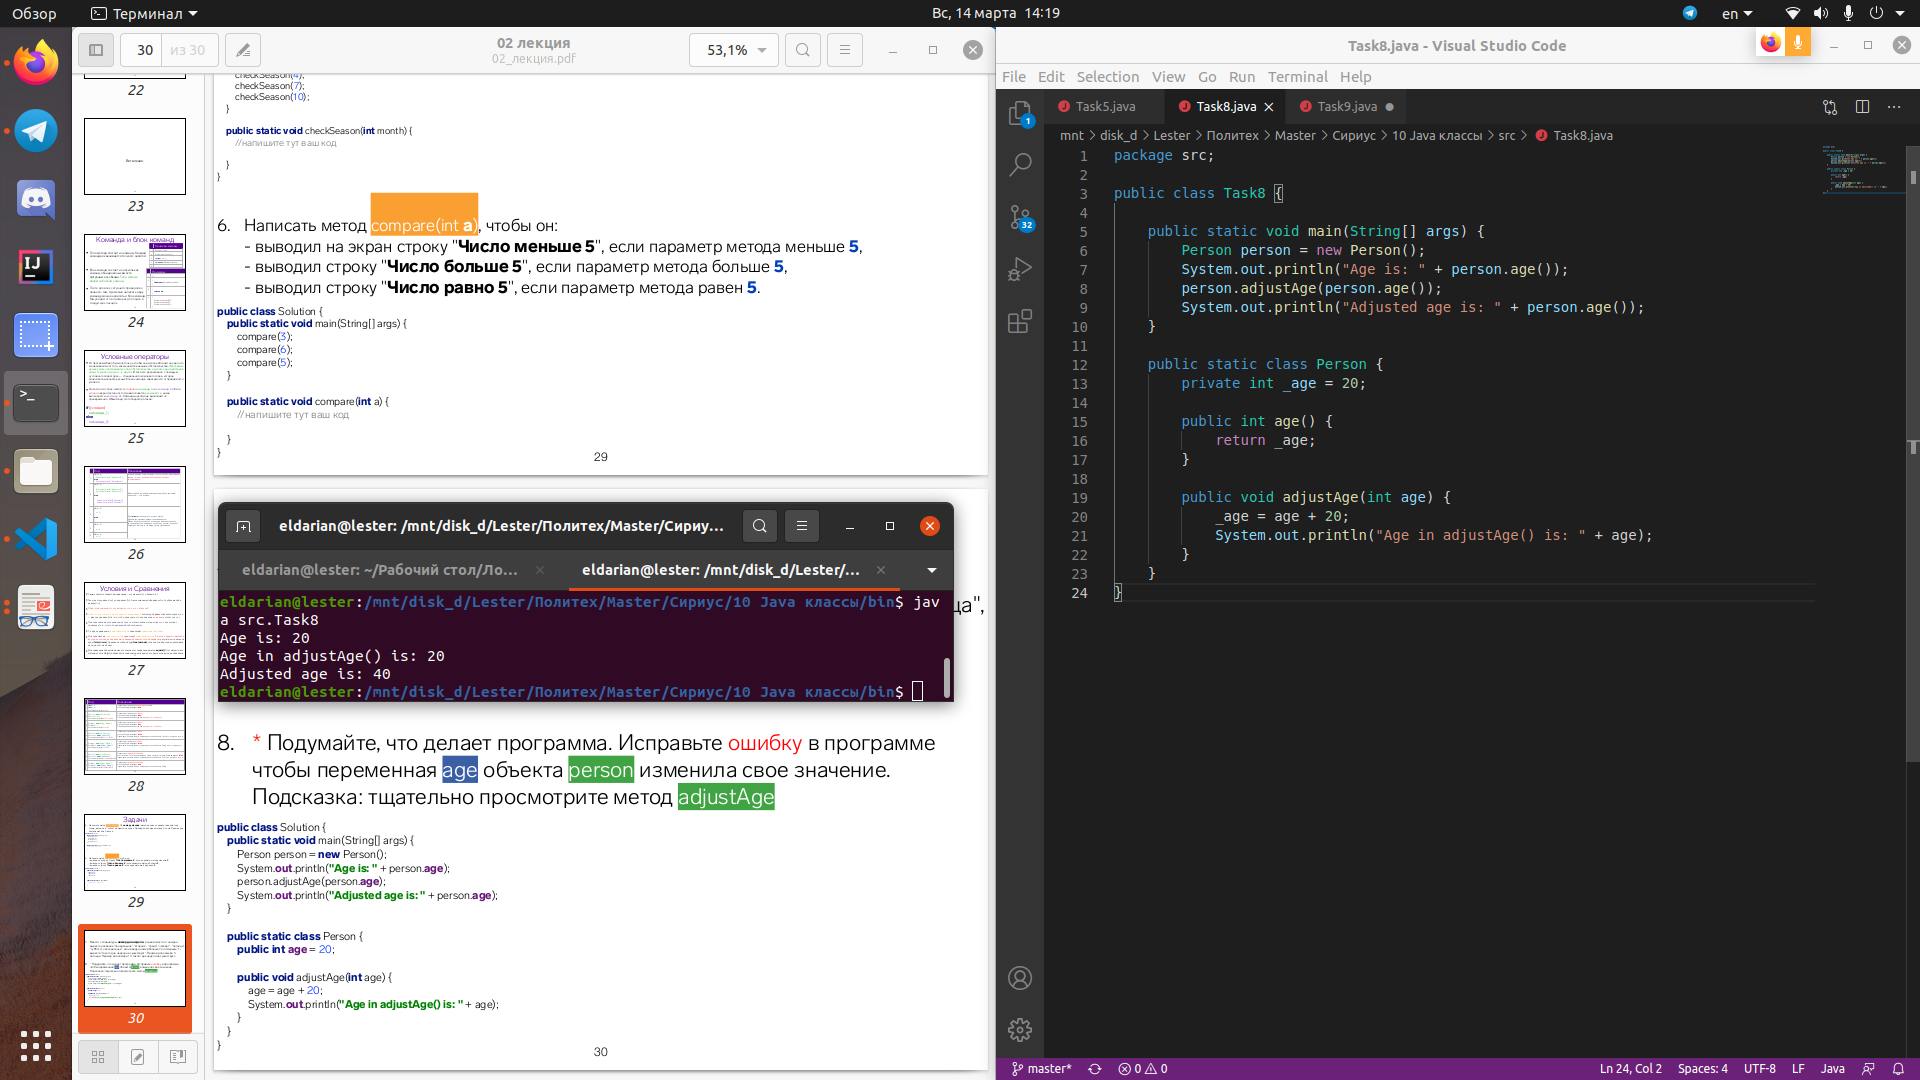 Обзор
Терминал
Вс, 14 марта 14:19
en
30
из 30
02 лекция
02_лекция.pdf
53,1%
22
23
Команда и блок команд
24
Условные операторы
25
26
Условия и Сравнения
27
28
Задачи
29
30
checkSeason(4);
checkSeason(7);
checkSeason(10);
}
public static void checkSeason(int month) {
//напишите тут ваш код
}
}
6. Написать метод compare(int a), чтобы он:
- выводил на экран строку "Число меньше 5", если параметр метода меньше 5,
- выводил строку "Число больше 5", если параметр метода больше 5,
- выводил строку "Число равно 5", если параметр метода равен 5.
public class Solution {
public static void main(String[] args) {
compare(3);
compare(6);
compare(5);
}
public static void compare(int a) {
//напишите тут ваш код
}
}
29
eldarian@lester: /mnt/disk_d/Lester/Политех/Master/Сириу...
eldarian@lester: ~/Рабочий стол/Ло...
eldarian@lester: /mnt/disk_d/Lester/...
eldarian@lester:/mnt/disk_d/Lester/Политех/Master/Сириус/10 Java классы/bin$ jav
a src.Task8
Age is: 20
Age in adjustAge() is: 20
Adjusted age is: 40
eldarian@lester:/mnt/disk_d/Lester/Политех/Master/Сириус/10 Java классы/bin$
ца",
8. * Подумайте, что делает программа. Исправьте ошибку в программе
чтобы переменная age объекта person изменила свое значение.
Подсказка: тщательно просмотрите метод adjustAge
public class Solution {
public static void main(String[] args) {
Person person = new Person();
System.out.println("Age is: " + person.age);
person.adjustAge(person.age);
System.out.println("Adjusted age is: " + person.age);
}
public static class Person {
public int age = 20;
public void adjustAge(int age) {
age = age + 20;
System.out.println("Age in adjustAge() is: " + age);
}
}
}
30
Task8.java - Visual Studio Code
File Edit Selection View Go Run Terminal Help
1
32
Task5.java
Task8.java
Task9.java
mnt > disk_d > Lester > Политех > Master > Сириус > 10 Java классы > src > Task8.java
1 package src;
2
3 public class Task8 {
4
5 public static void main(String[] args) {
6 Person person = new Person();
7 System.out.println("Age is: " + person.age());
8 person.adjustAge(person.age());
9 System.out.println("Adjusted age is: " + person.age());
10 }
11
12 public static class Person {
13 private int _age = 20;
14
15 public int age() {
16 return _age;
17 }
18
19 public void adjustAge(int age) {
20 _age = age + 20;
21 System.out.println("Age in adjustAge() is: " + age);
22 }
23 }
24 }
master*
0
0
Ln 24, Col 2
Spaces: 4
UTF-8
LF
Java